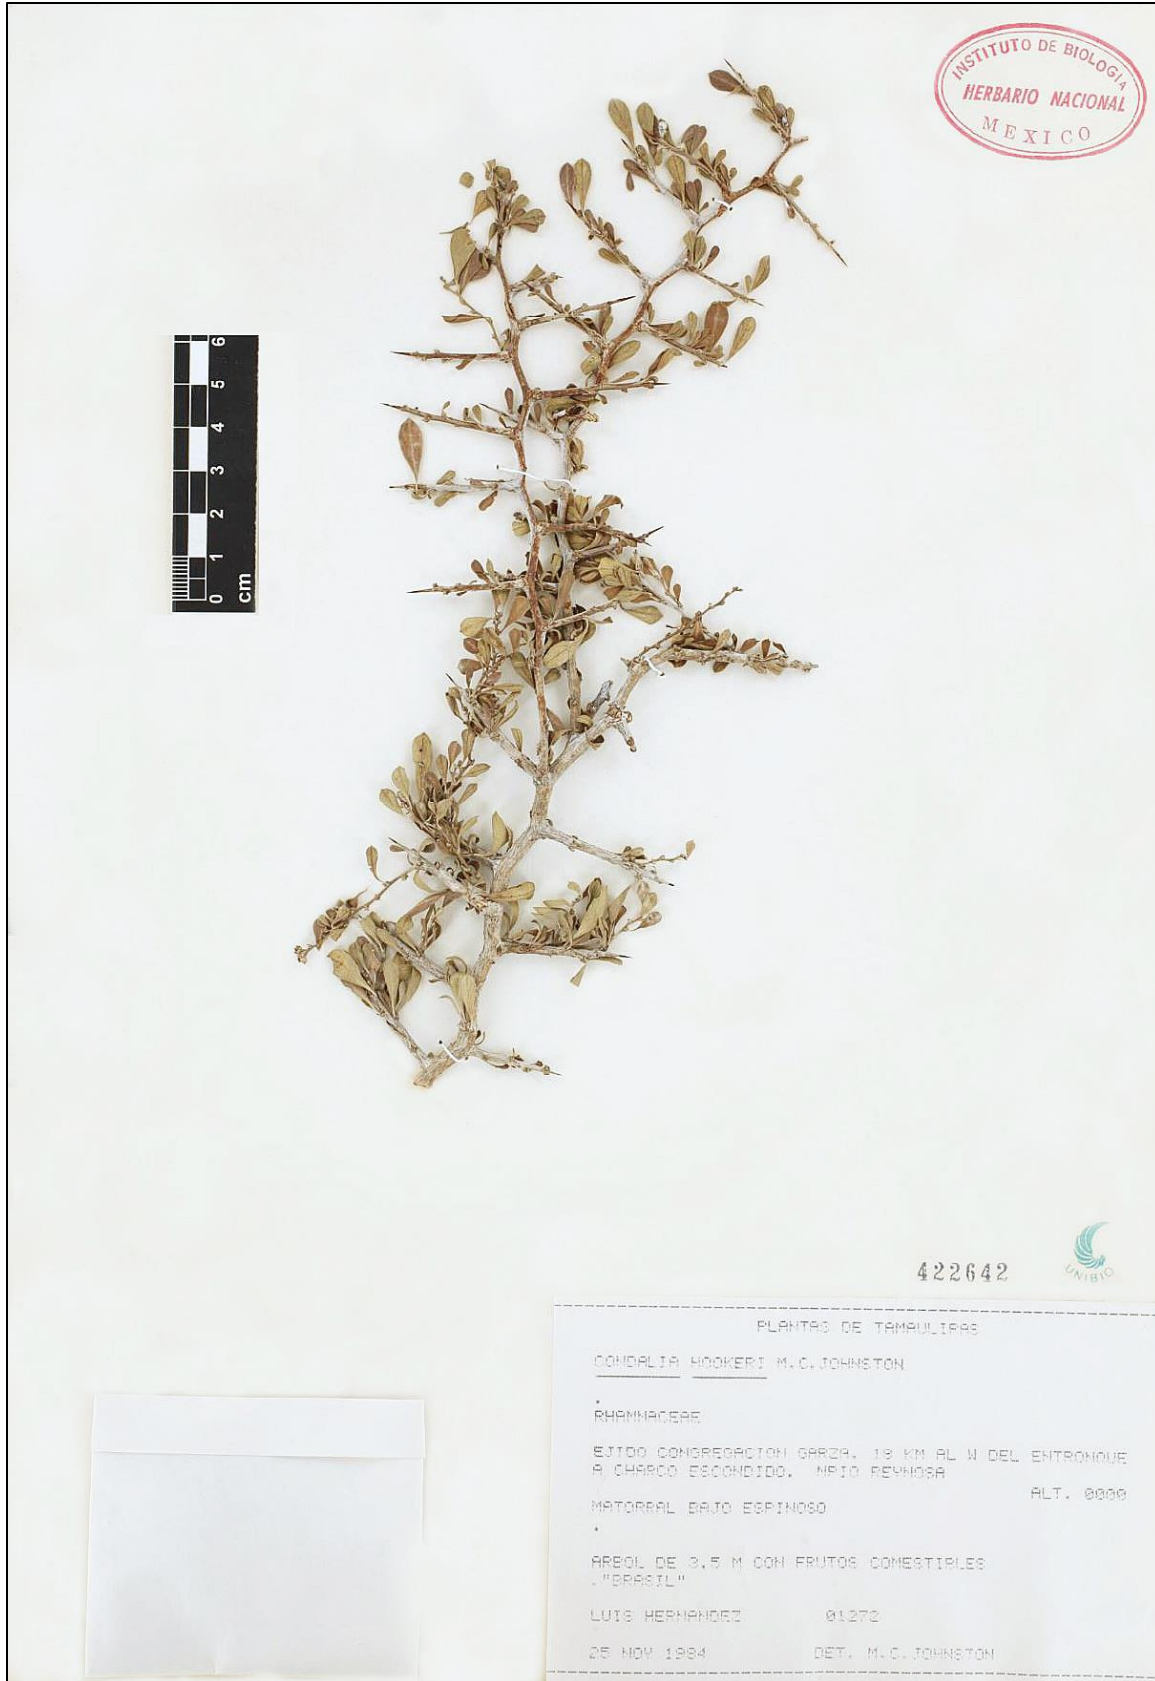 INSTITUTO DE BIOLOGIA
HERBARIO NACIONAL
MEXICO
6
5
4
3
2
1
0
cm
422642
UNIBIO
PLANTAS DE TAMAULIPAS
CONDALIA HOOKERI M.C.JOHNSTON
.
RHAMNACEAE
EJIDO CONGREGACION GARZA. 18 KM AL W DEL ENTRONQUE
A CHARCO ESCONDIDO. MPIO REYNOSA
ALT. 0000
MATORRAL BAJO ESPINOSO
.
ARBOL DE 3.5 M CON FRUTOS COMESTIBLES
."BRASIL"
LUIS HERNANDEZ 01272
25 NOV 1984 DET. M.C.JOHNSTON